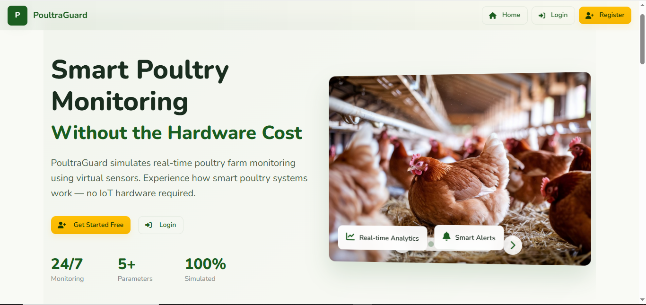 P PoultraGuard Home Login Register
Smart Poultry
Monitoring
Without the Hardware Cost
PoultraGuard simulates real-time poultry farm monitoring
using virtual sensors. Experience how smart poultry systems
work — no IoT hardware required.
Get Started Free Login
24/7 5+ 100%
Monitoring Parameters Simulated
Real-time Analytics Smart Alerts